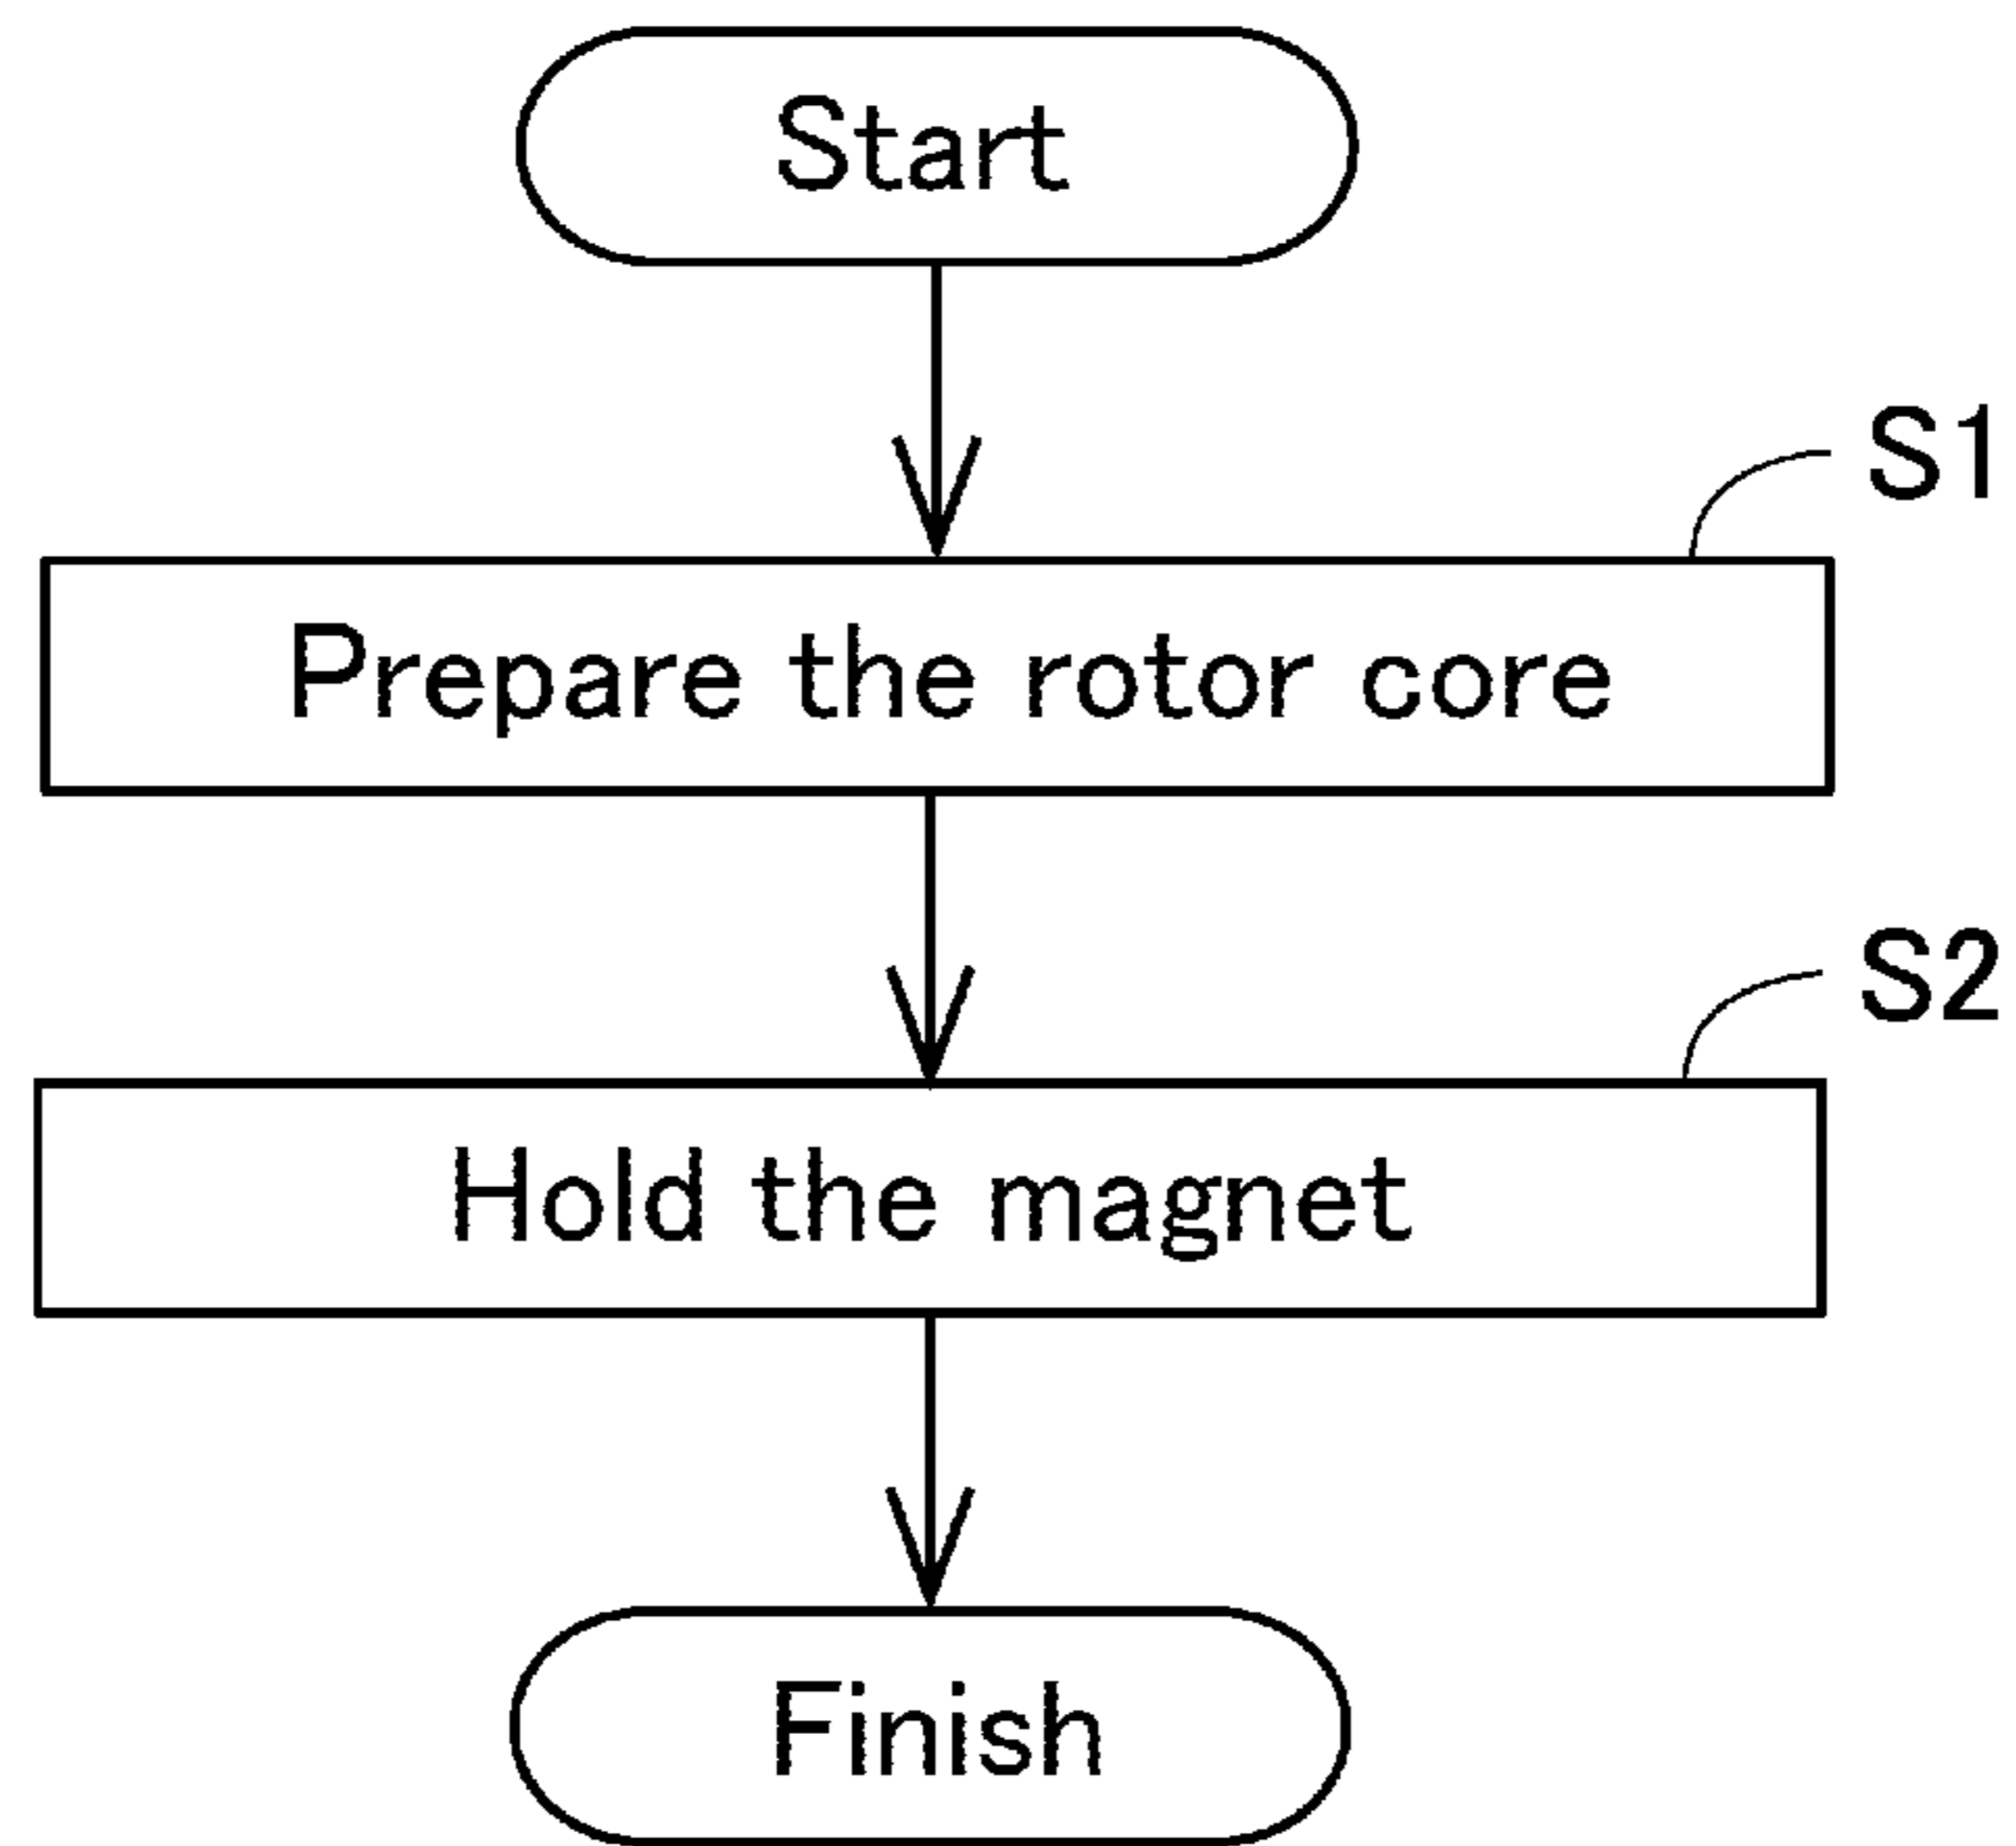 Start
S1
Prepare the rotor core
S2
Hold the magnet
Finish